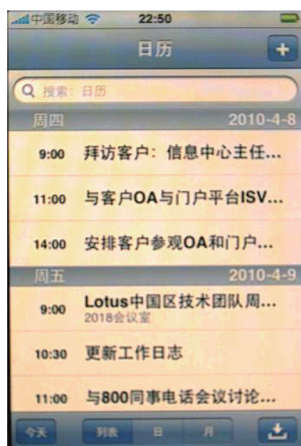 中国移动 22:50
日历 +
搜索：日历
周四 2010-4-8
9:00 拜访客户：信息中心主任...
11:00 与客户OA与门户平台ISV...
14:00 安排客户参观OA和门户...
周五 2010-4-9
9:00 Lotus中国区技术团队周...
2018会议室
10:30 更新工作日志
11:00 与800同事电话会议讨论...
今天 列表 日 月